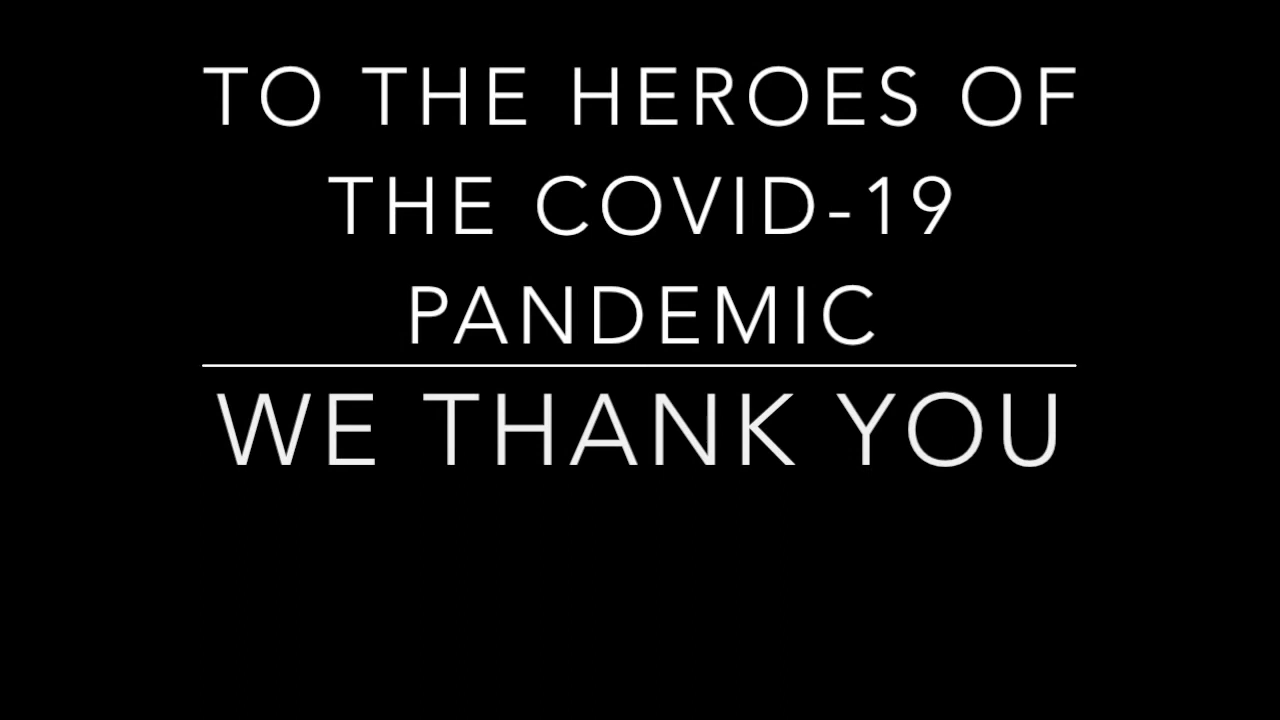 TO THE HEROES OF
THE COVID-19
PANDEMIC
WE THANK YOU